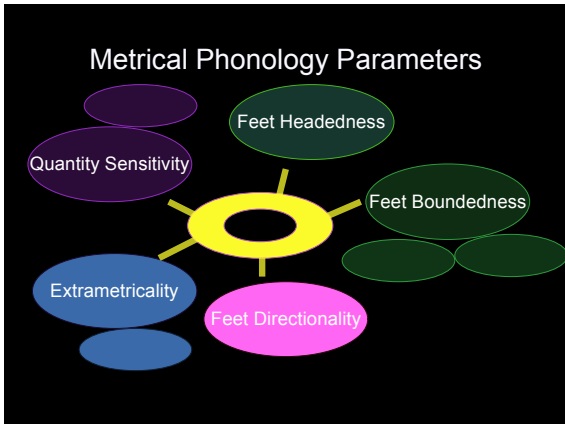 Metrical Phonology Parameters
Feet Headedness
Quantity Sensitivity
Feet Boundedness
Extrametricality
Feet Directionality